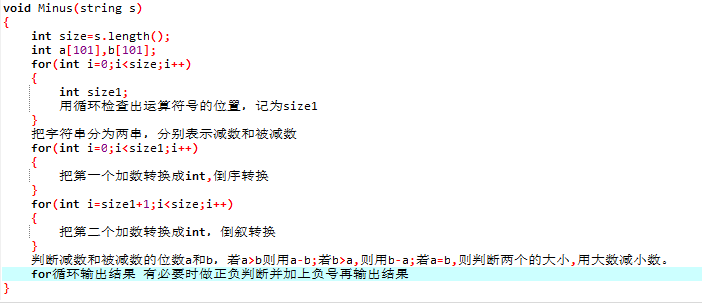 void Minus(string s)
{
int size=s.length();
int a[101],b[101];
for(int i=0;i<size;i++)
{
int size1;
用循环检查出运算符号的位置，记为size1
}
把字符串分为两串，分别表示减数和被减数
for(int i=0;i<size1;i++)
{
把第一个加数转换成int,倒序转换
}
for(int i=size1+1;i<size;i++)
{
把第二个加数转换成int，倒叙转换
}
判断减数和被减数的位数a和b，若a>b则用a-b;若b>a,则用b-a;若a=b,则判断两个的大小,用大数减小数。
for循环输出结果 有必要时做正负判断并加上负号再输出结果
}